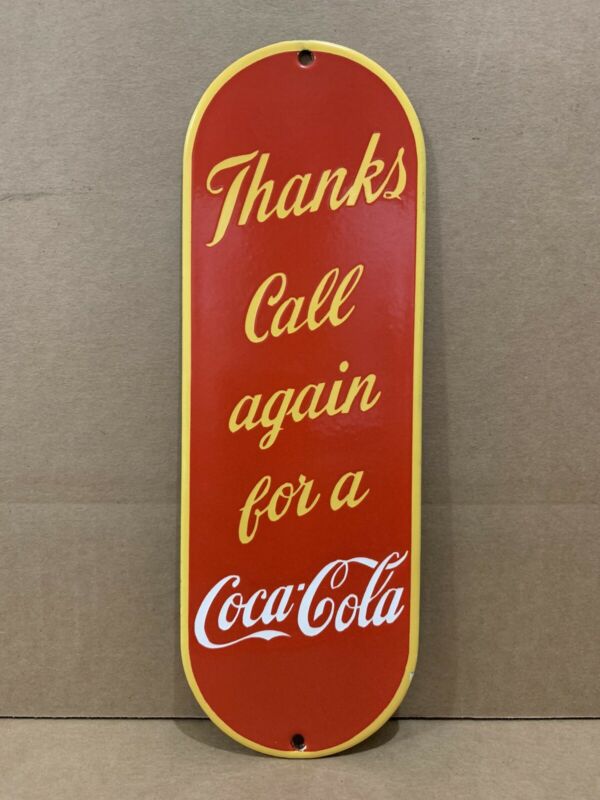 Thanks
Call
again
for a
Coca-Cola